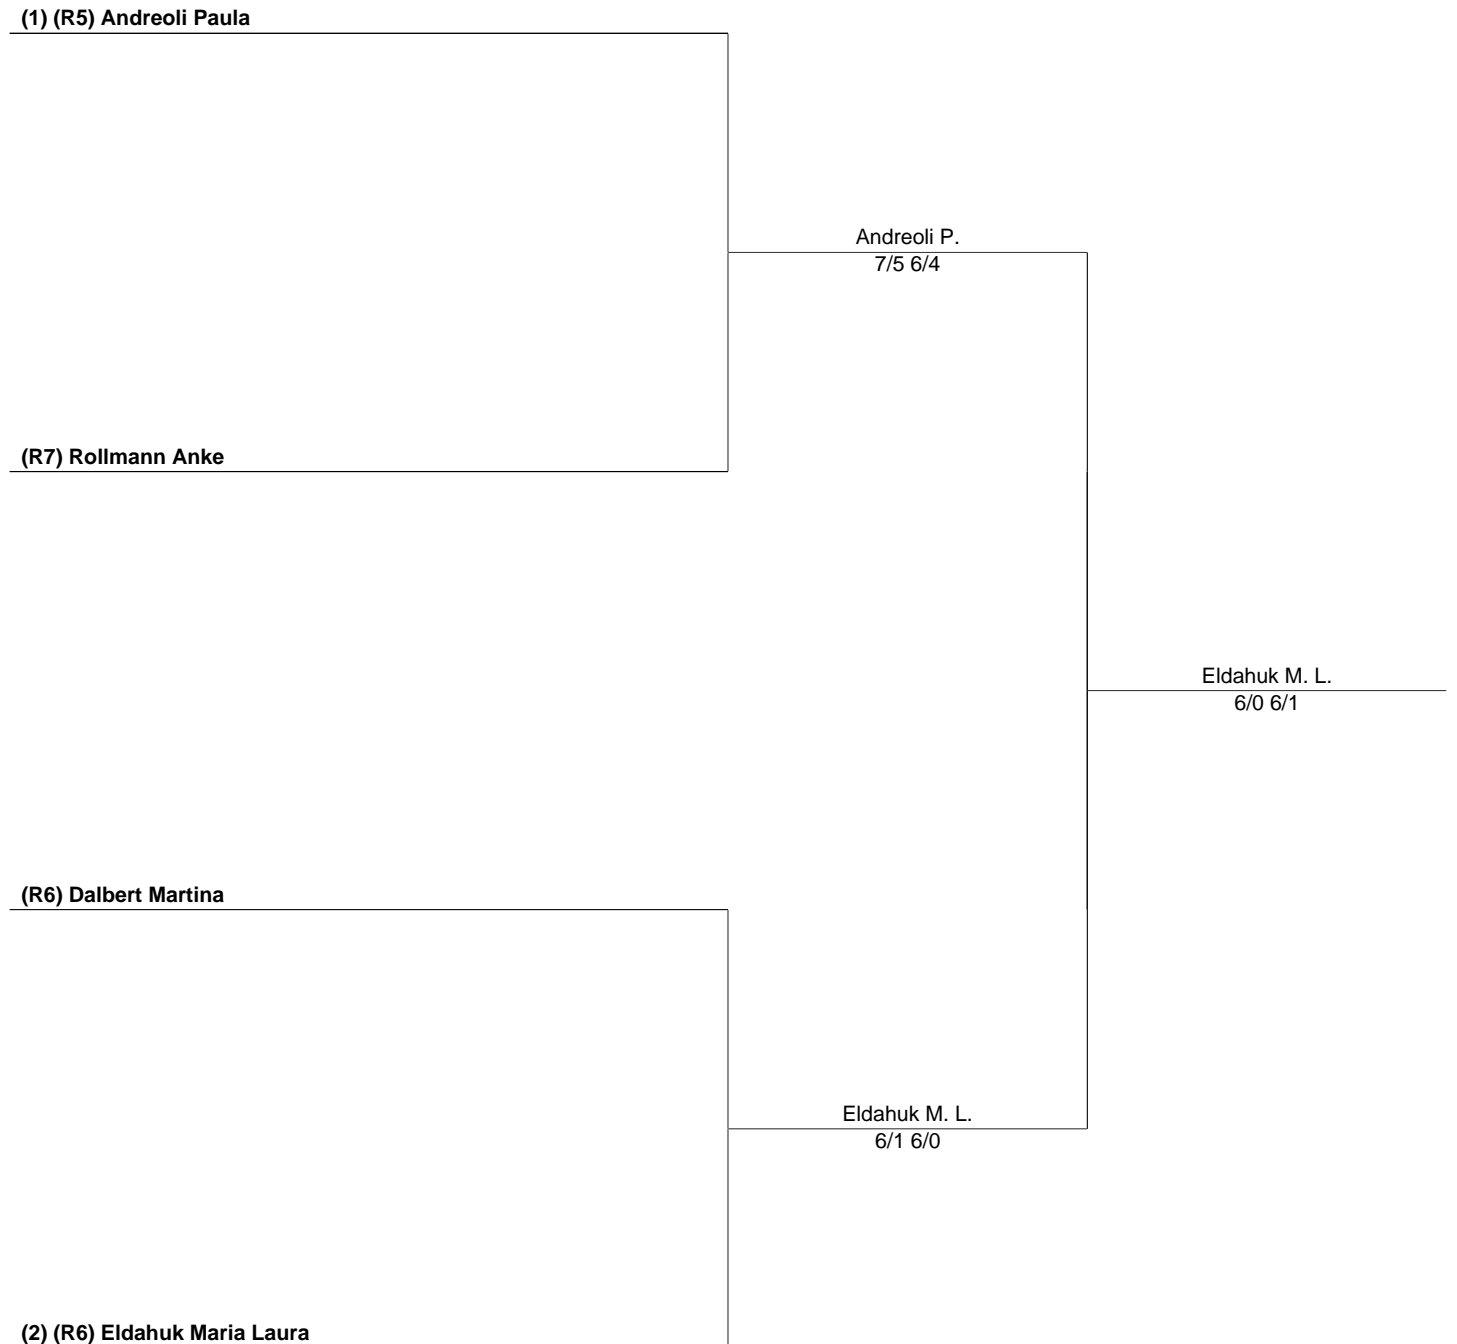 (1) (R5) Andreoli Paula
Andreoli P.
7/5 6/4
(R7) Rollmann Anke
Eldahuk M. L.
6/0 6/1
(R6) Dalbert Martina
Eldahuk M. L.
6/1 6/0
(2) (R6) Eldahuk Maria Laura